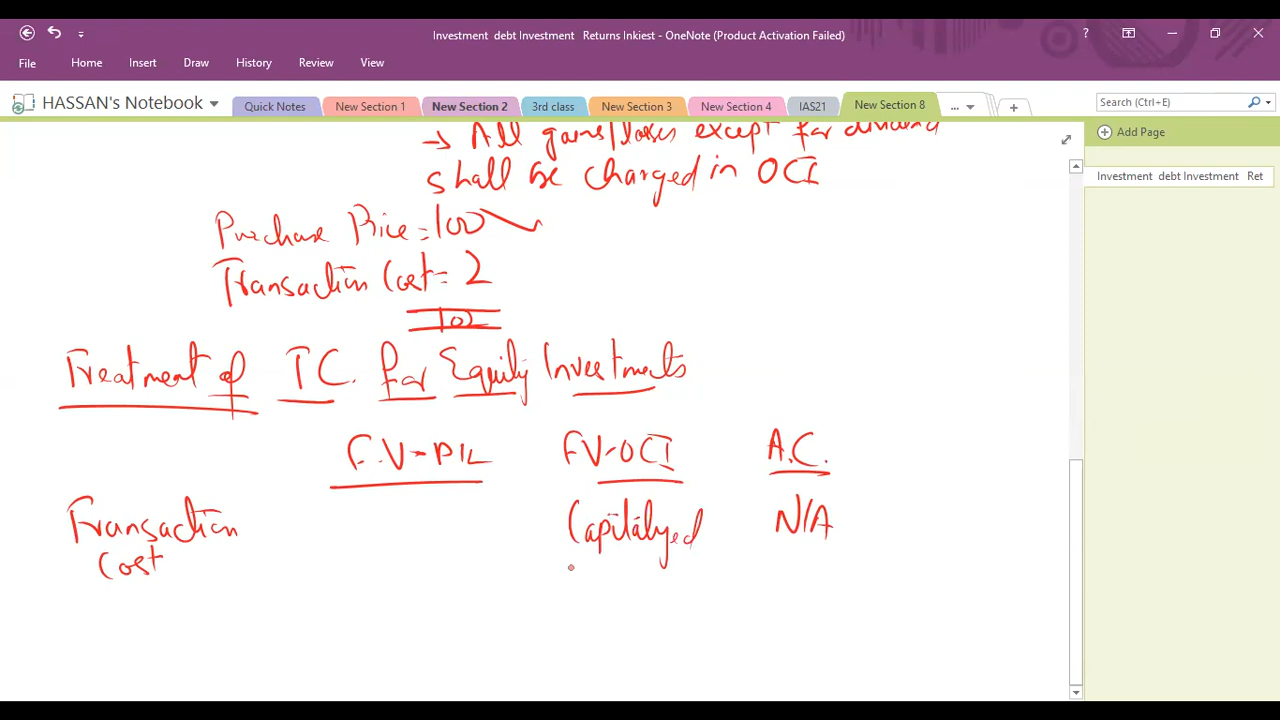 Investment debt Investment Returns Inkiest - OneNote (Product Activation Failed)
File Home Insert Draw History Review View
HASSAN's Notebook Quick Notes New Section 1 New Section 2 3rd class New Section 3 New Section 4 IAS21 New Section 8 ... Search (Ctrl+E)
Add Page
Investment debt Investment Ret
→ All gains/losses except for dividend
shall be charged in OCI
Purchase Price = 100
Transaction Cost = 2
102
Treatment of TC. for Equity Investments
F.V-P/L FV-OCI A.C.
Transaction Capitalyed N/A
Cost